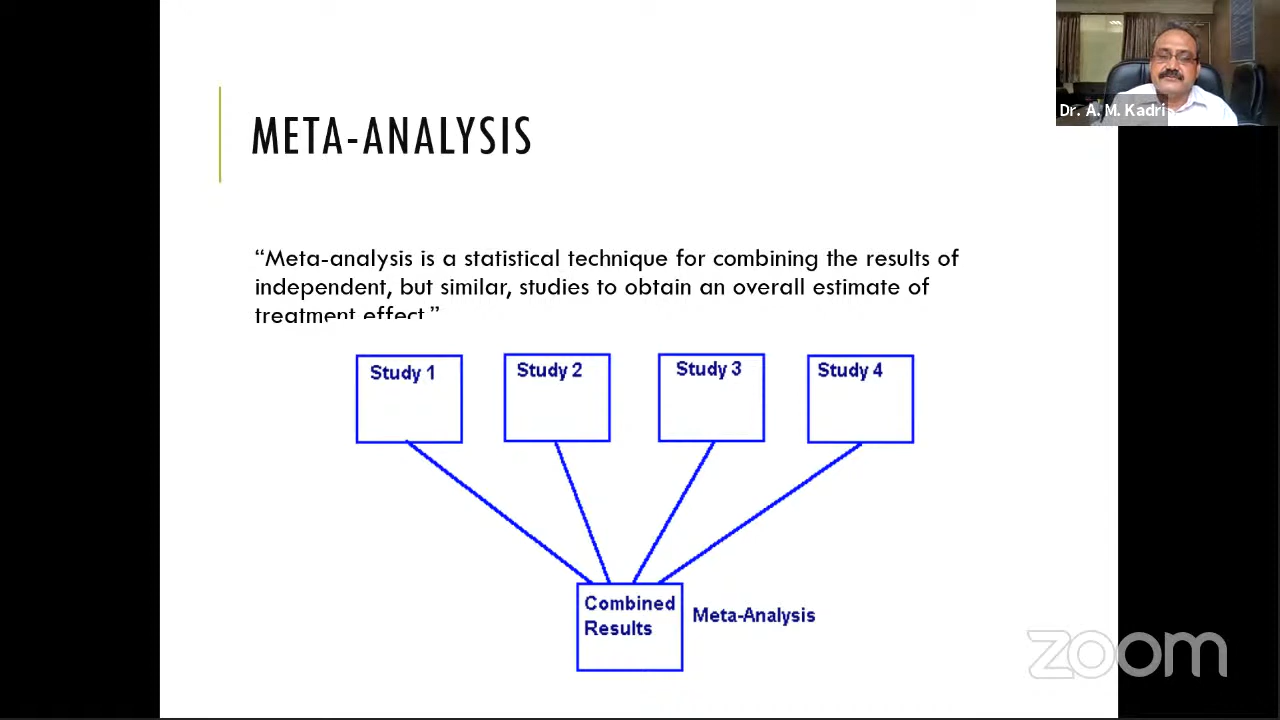 META-ANALYSIS
“Meta-analysis is a statistical technique for combining the results of
independent, but similar, studies to obtain an overall estimate of
treatment effect.”
Study 1
Study 2
Study 3
Study 4
Combined
Results
Meta-Analysis
Dr. A. M. Kadri
zoom